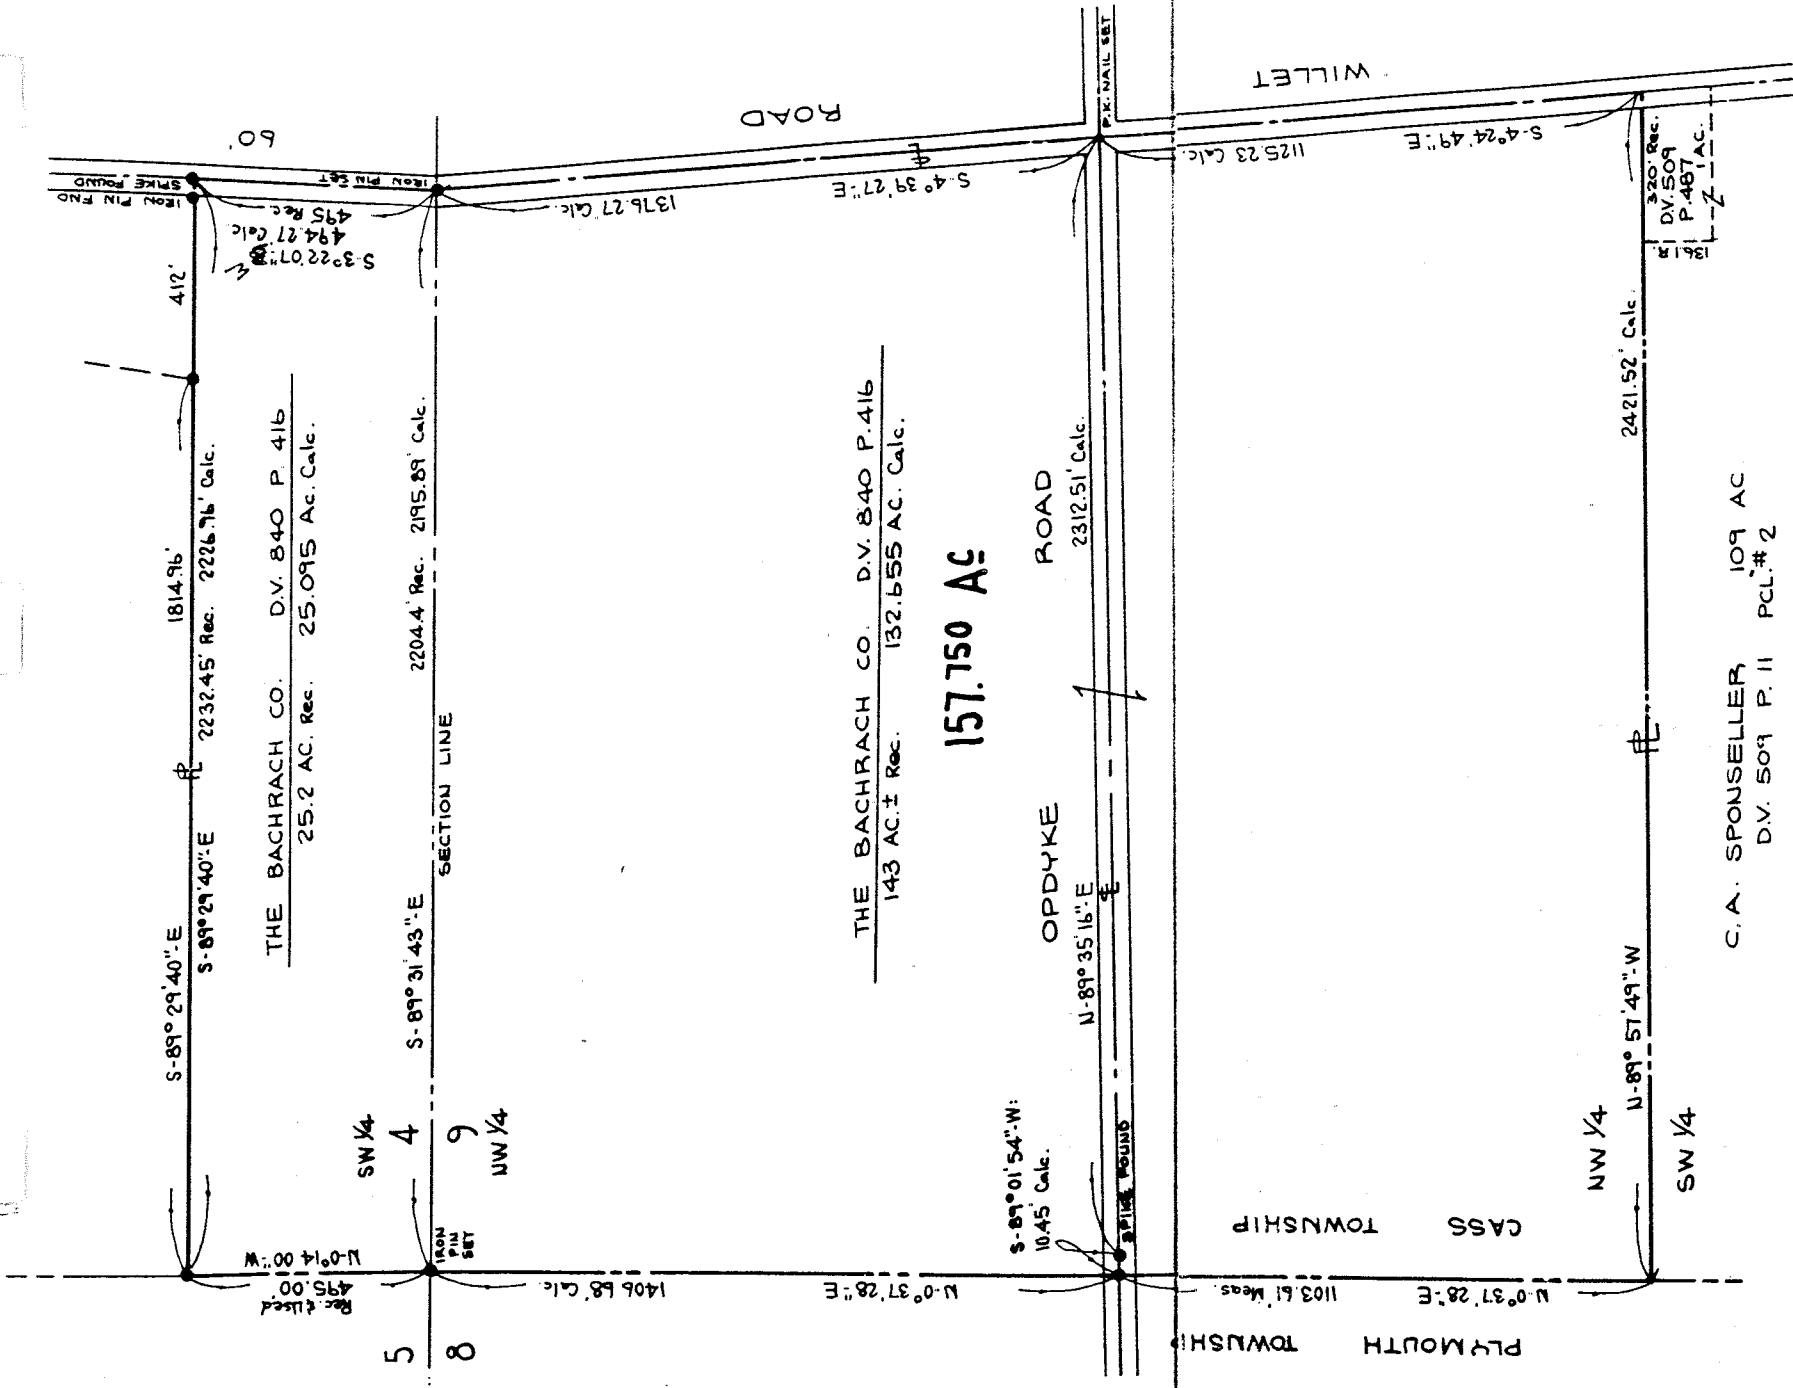 60'
ROAD
WILLET
SPIKE FOUND
IRON PIN FND
IRON PIN SET
P.K. NAIL SET
495 Rec.
494.27 Calc.
S-3°22'07"
E
1376.27' Calc.
S-4°39'27"-E
1125.23 Calc.
S-4°24'49"-E
320' Rec.
D.V. 509
P. 487
1 AC.
136.1 R.
412'
1814.96'
S-89°29'40"-E
2232.45' Rec. 2226.96' Calc.
S-89°29'40"-E
THE BACHRACH CO. D.V. 840 P. 416
25.2 AC. Rec. 25.095 Ac. Calc.
2204.4' Rec. 2195.89' Calc.
S-89°31'43"-E
SECTION LINE
THE BACHRACH CO. D.V. 840 P. 416
143 AC.± Rec. 132.655 AC. Calc.
157.750 AC
OPDYKE ROAD
2312.51' Calc.
N-89°35'16"-E
2421.52' Calc.
N-89°57'49"-W
C. A. SPONSELLER 109 AC
D.V. 509 P. 11 PCL. #2
SW 1/4
4
9
NW 1/4
IRON
PIN
SET
S-89°01'54"-W:
10.45' Calc.
SPIKE FOUND
NW 1/4
SW 1/4
CASS TOWNSHIP
N-0°14'00"-W
495.00'
Rec. & Used
1406.68' Calc.
N-0°37'28"-E
1103.61' Meas.
N-0°37'28"-E
5
8
PLYMOUTH TOWNSHI